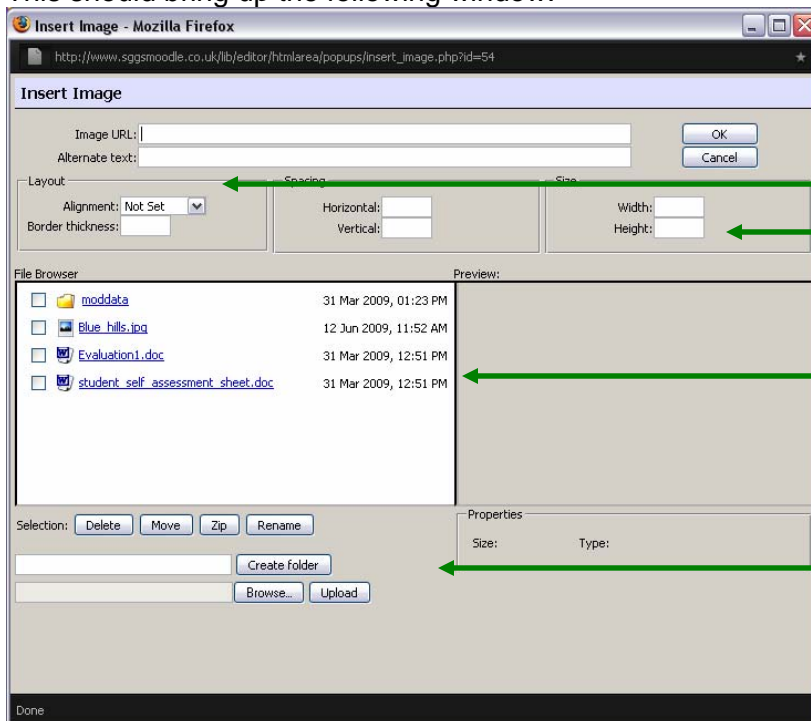 This should bring up the following window:
Insert Image - Mozilla Firefox
http://www.sggsmoodle.co.uk/lib/editor/htmlarea/popups/insert_image.php?id=54
Insert Image
Image URL:
OK
Alternate text:
Cancel
Layout
Spacing
Size
Alignment: Not Set
Horizontal:
Width:
Border thickness:
Vertical:
Height:
File Browser
Preview:
moddata 31 Mar 2009, 01:23 PM
Blue_hills.jpg 12 Jun 2009, 11:52 AM
Evaluation1.doc 31 Mar 2009, 12:51 PM
student_self_assessment_sheet.doc 31 Mar 2009, 12:51 PM
Selection: Delete Move Zip Rename
Properties
Size: Type:
Create folder
Browse... Upload
Done